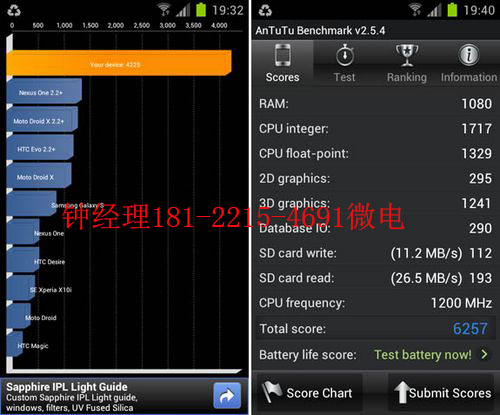 19:32
0 500 1,000 1,500 2,000 2,500 3,000 3,500 4,000
Your device: 4225
Nexus One 2.2+
Moto Droid X 2.2+
HTC Evo 2.2+
Moto Droid X
Samsung Galaxy S
Nexus One
HTC Desire
SE Xperia X10i
Moto Droid
HTC Magic
Sapphire IPL Light Guide
Custom Sapphire IPL Light guide,
windows, filters, UV Fused Silica
19:40
AnTuTu Benchmark v2.5.4
Scores Test Ranking Information
RAM: 1080
CPU integer: 1717
CPU float-point: 1329
2D graphics: 295
3D graphics: 1241
Database IO: 290
SD card write: (11.2 MB/s) 112
SD card read: (26.5 MB/s) 193
CPU frequency: 1200 MHz
Total score: 6257
Battery life score: Test battery now!
Score Chart Submit Scores
钟经理181-2215-4691微电